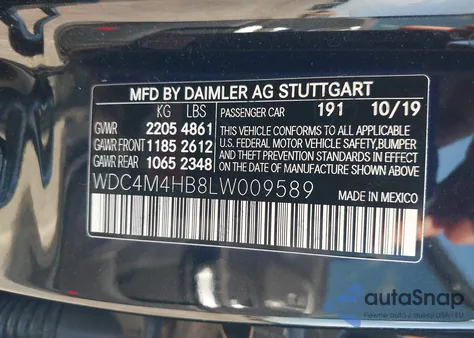 MFD BY DAIMLER AG STUTTGART
KG LBS PASSENGER CAR 191 10/19
GVWR 2205 4861
GAWR FRONT 1185 2612
GAWR REAR 1065 2348
THIS VEHICLE CONFORMS TO ALL APPLICABLE
U.S. FEDERAL MOTOR VEHICLE SAFETY, BUMPER
AND THEFT PREVENTION STANDARDS IN EFFECT
ON THE DATE OF MANUFACTURE SHOWN ABOVE.
WDC4M4HB8LW009589
MADE IN MEXICO
autoSnap